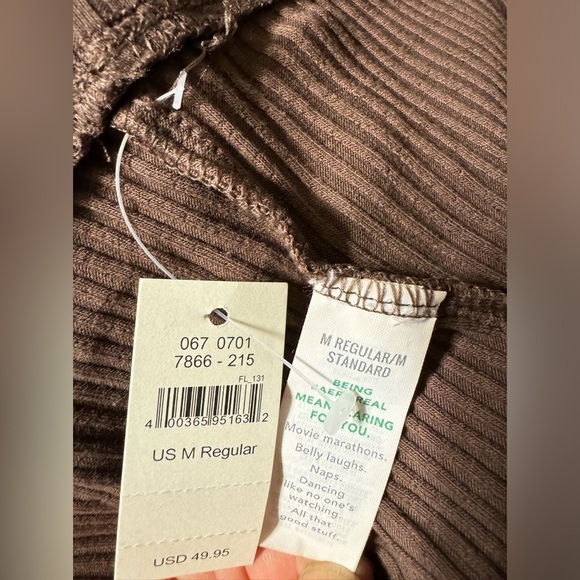 067 0701
7866 - 215
FL_131
4 00365 95163 2
US M Regular
USD 49.95
M REGULAR/M
STANDARD
BEING
REAL
MEANS CARING
FOR YOU.
Movie marathons.
Belly laughs.
Naps.
Dancing
like no one's
watching.
All that
good stuff.